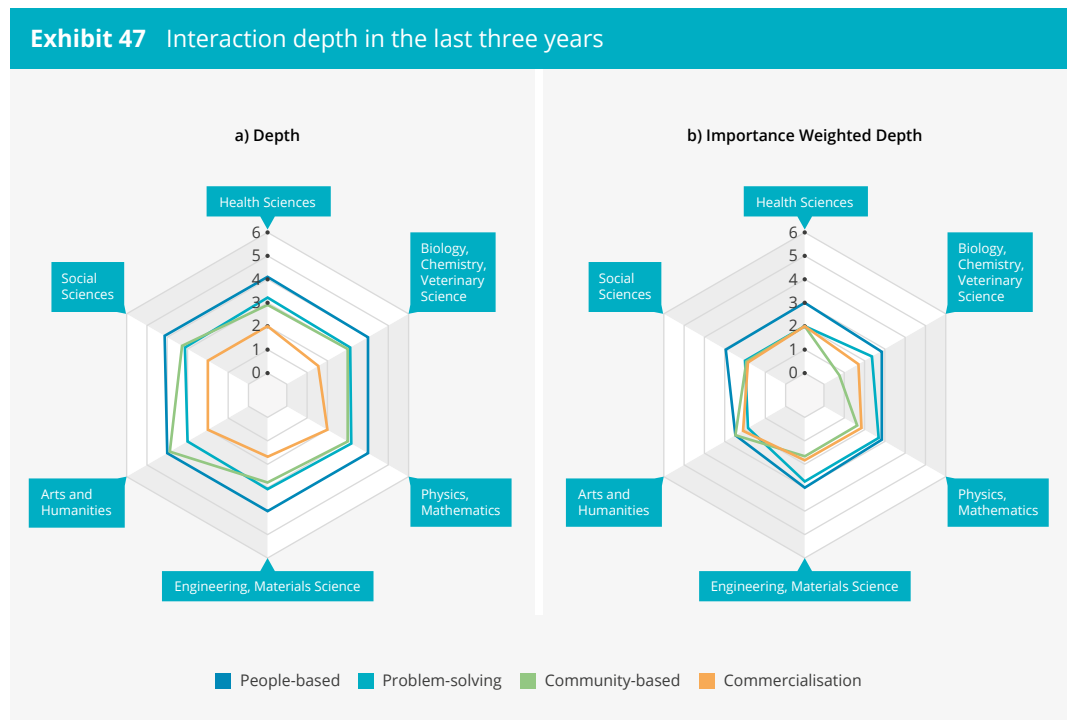 Exhibit 47 Interaction depth in the last three years
a) Depth
Health Sciences
6
5
4
3
2
1
0
Biology,
Chemistry,
Veterinary
Science
Social
Sciences
Arts and
Humanities
Physics,
Mathematics
Engineering, Materials Science
b) Importance Weighted Depth
Health Sciences
6
5
4
3
2
1
0
Biology,
Chemistry,
Veterinary
Science
Social
Sciences
Arts and
Humanities
Physics,
Mathematics
Engineering, Materials Science
People-based Problem-solving Community-based Commercialisation